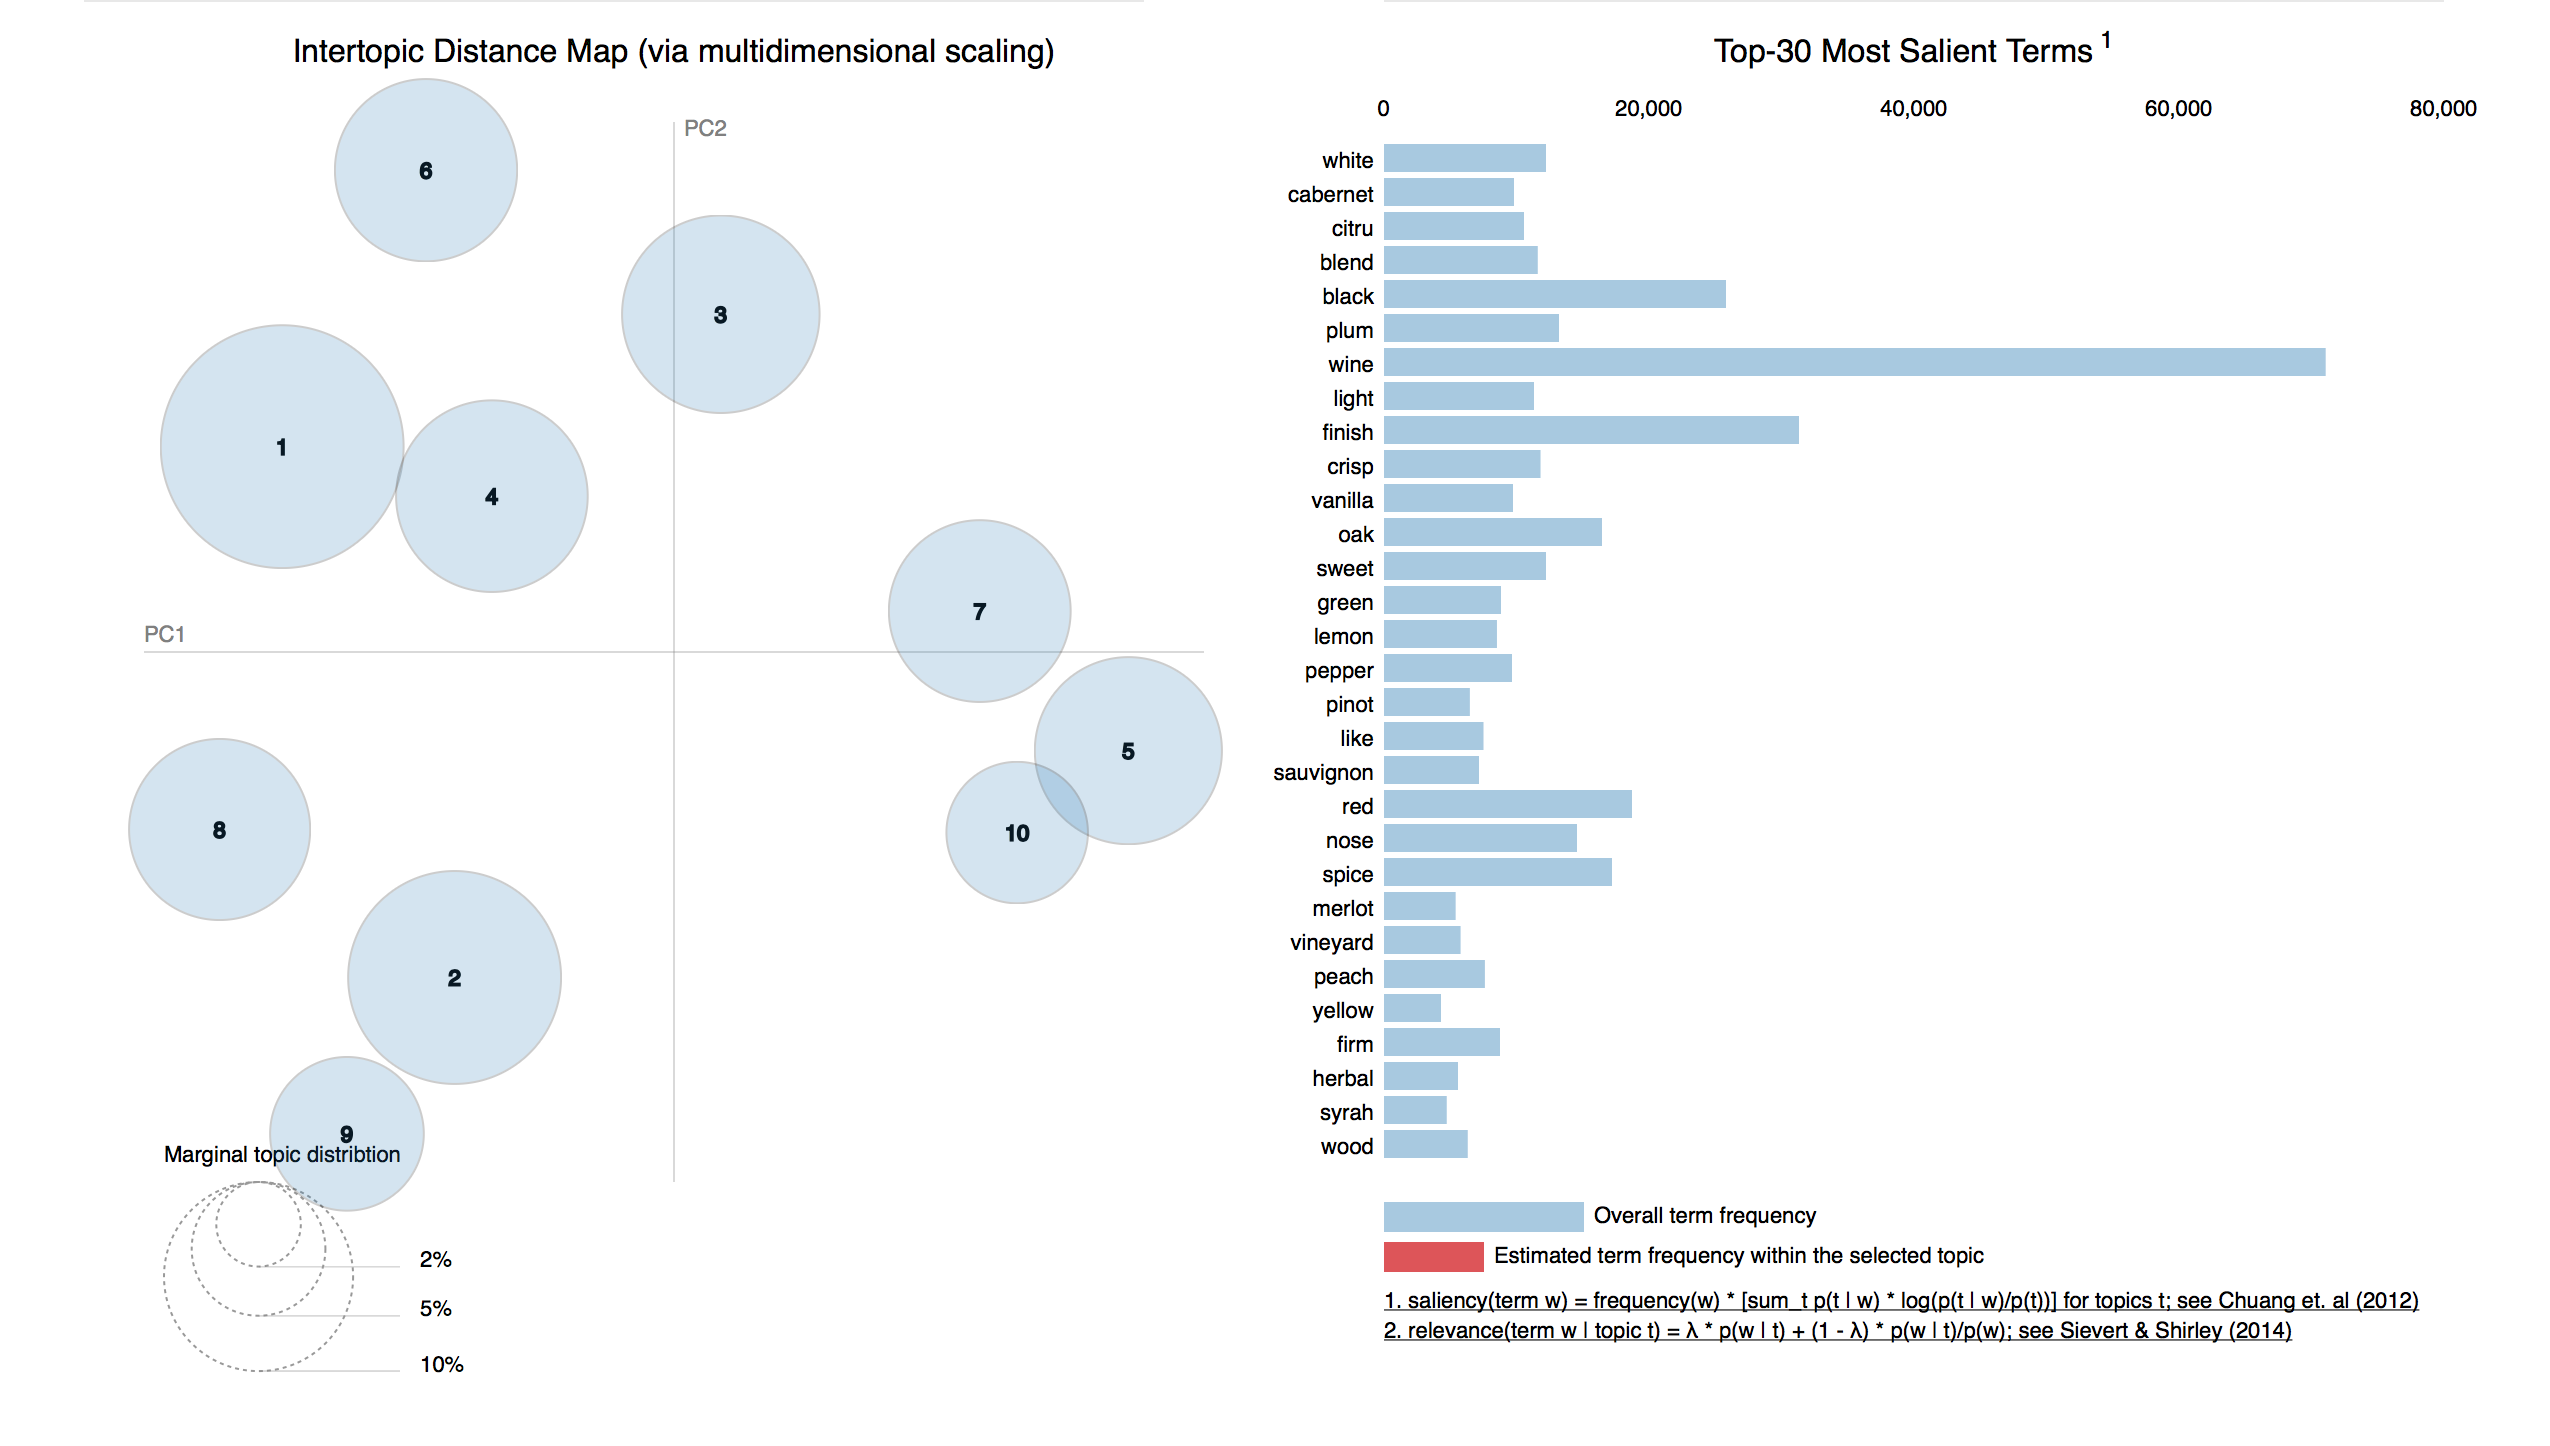 Intertopic Distance Map (via multidimensional scaling)
PC2
6
3
1
4
7
PC1
5
8
10
2
9
Marginal topic distribtion
2%
5%
10%
Top-30 Most Salient Terms 1
0 20,000 40,000 60,000 80,000
white
cabernet
citru
blend
black
plum
wine
light
finish
crisp
vanilla
oak
sweet
green
lemon
pepper
pinot
like
sauvignon
red
nose
spice
merlot
vineyard
peach
yellow
firm
herbal
syrah
wood
Overall term frequency
Estimated term frequency within the selected topic
1. saliency(term w) = frequency(w) * [sum_t p(t | w) * log(p(t | w)/p(t))] for topics t; see Chuang et. al (2012)
2. relevance(term w | topic t) = λ * p(w | t) + (1 - λ) * p(w | t)/p(w); see Sievert & Shirley (2014)